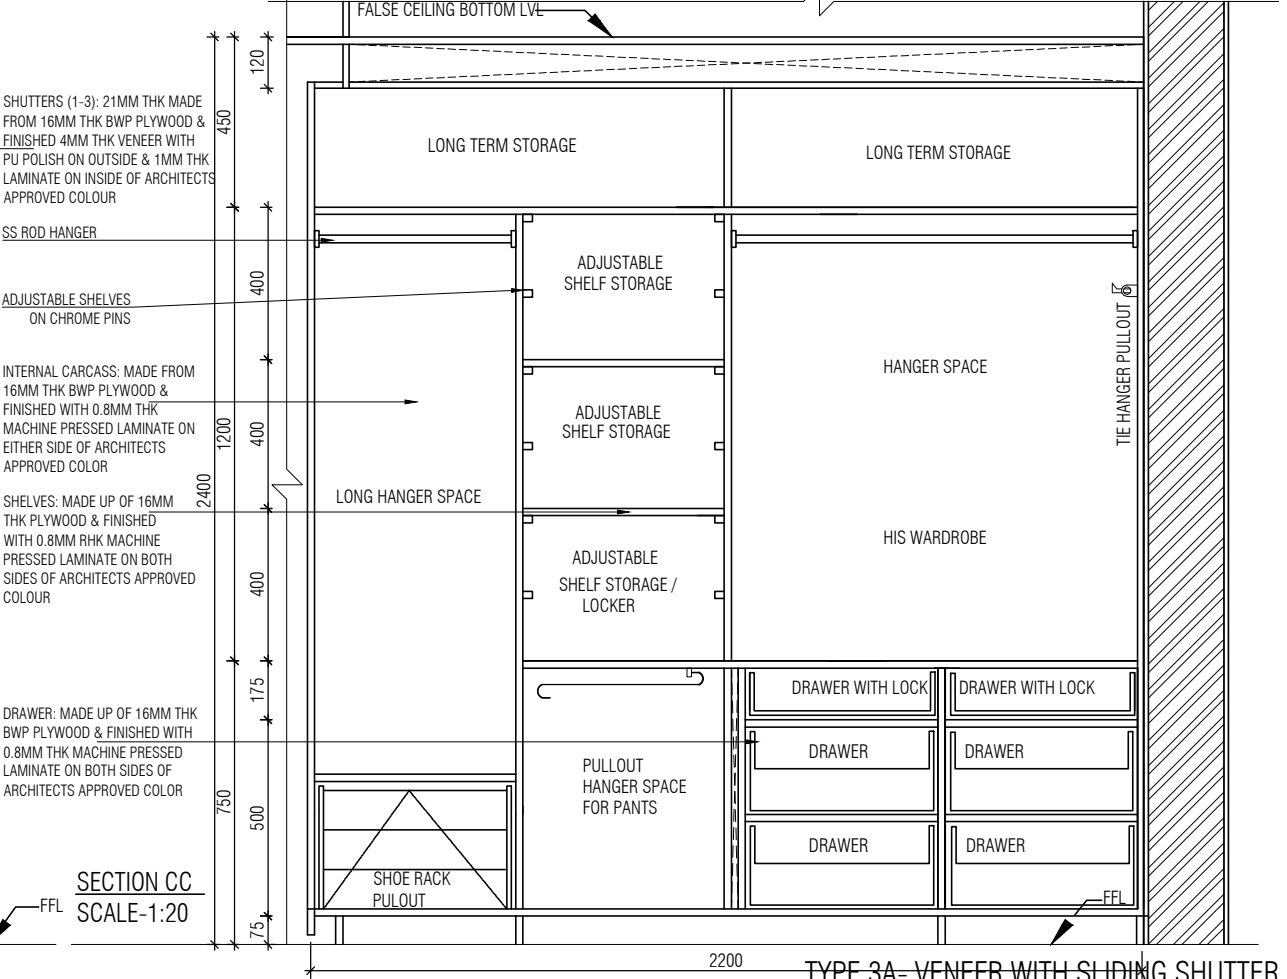 FALSE CEILING BOTTOM LVL
120
450
SHUTTERS (1-3): 21MM THK MADE
FROM 16MM THK BWP PLYWOOD &
FINISHED 4MM THK VENEER WITH
PU POLISH ON OUTSIDE & 1MM THK
LAMINATE ON INSIDE OF ARCHITECTS
APPROVED COLOUR
LONG TERM STORAGE
LONG TERM STORAGE
SS ROD HANGER
ADJUSTABLE
SHELF STORAGE
400
ADJUSTABLE SHELVES
ON CHROME PINS
TIE HANGER PULLOUT
HANGER SPACE
INTERNAL CARCASS: MADE FROM
16MM THK BWP PLYWOOD &
FINISHED WITH 0.8MM THK
MACHINE PRESSED LAMINATE ON
EITHER SIDE OF ARCHITECTS
APPROVED COLOR
ADJUSTABLE
SHELF STORAGE
1200
400
2400
LONG HANGER SPACE
SHELVES: MADE UP OF 16MM
THK PLYWOOD & FINISHED
WITH 0.8MM RHK MACHINE
PRESSED LAMINATE ON BOTH
SIDES OF ARCHITECTS APPROVED
COLOUR
HIS WARDROBE
400
ADJUSTABLE
SHELF STORAGE /
LOCKER
175
DRAWER WITH LOCK
DRAWER WITH LOCK
DRAWER: MADE UP OF 16MM THK
BWP PLYWOOD & FINISHED WITH
0.8MM THK MACHINE PRESSED
LAMINATE ON BOTH SIDES OF
ARCHITECTS APPROVED COLOR
DRAWER
DRAWER
PULLOUT
HANGER SPACE
FOR PANTS
750
500
DRAWER
DRAWER
SHOE RACK
PULOUT
SECTION CC
SCALE-1:20
FFL
FFL
75
2200
TYPE 3A- VENEER WITH SLIDING SHUTTER